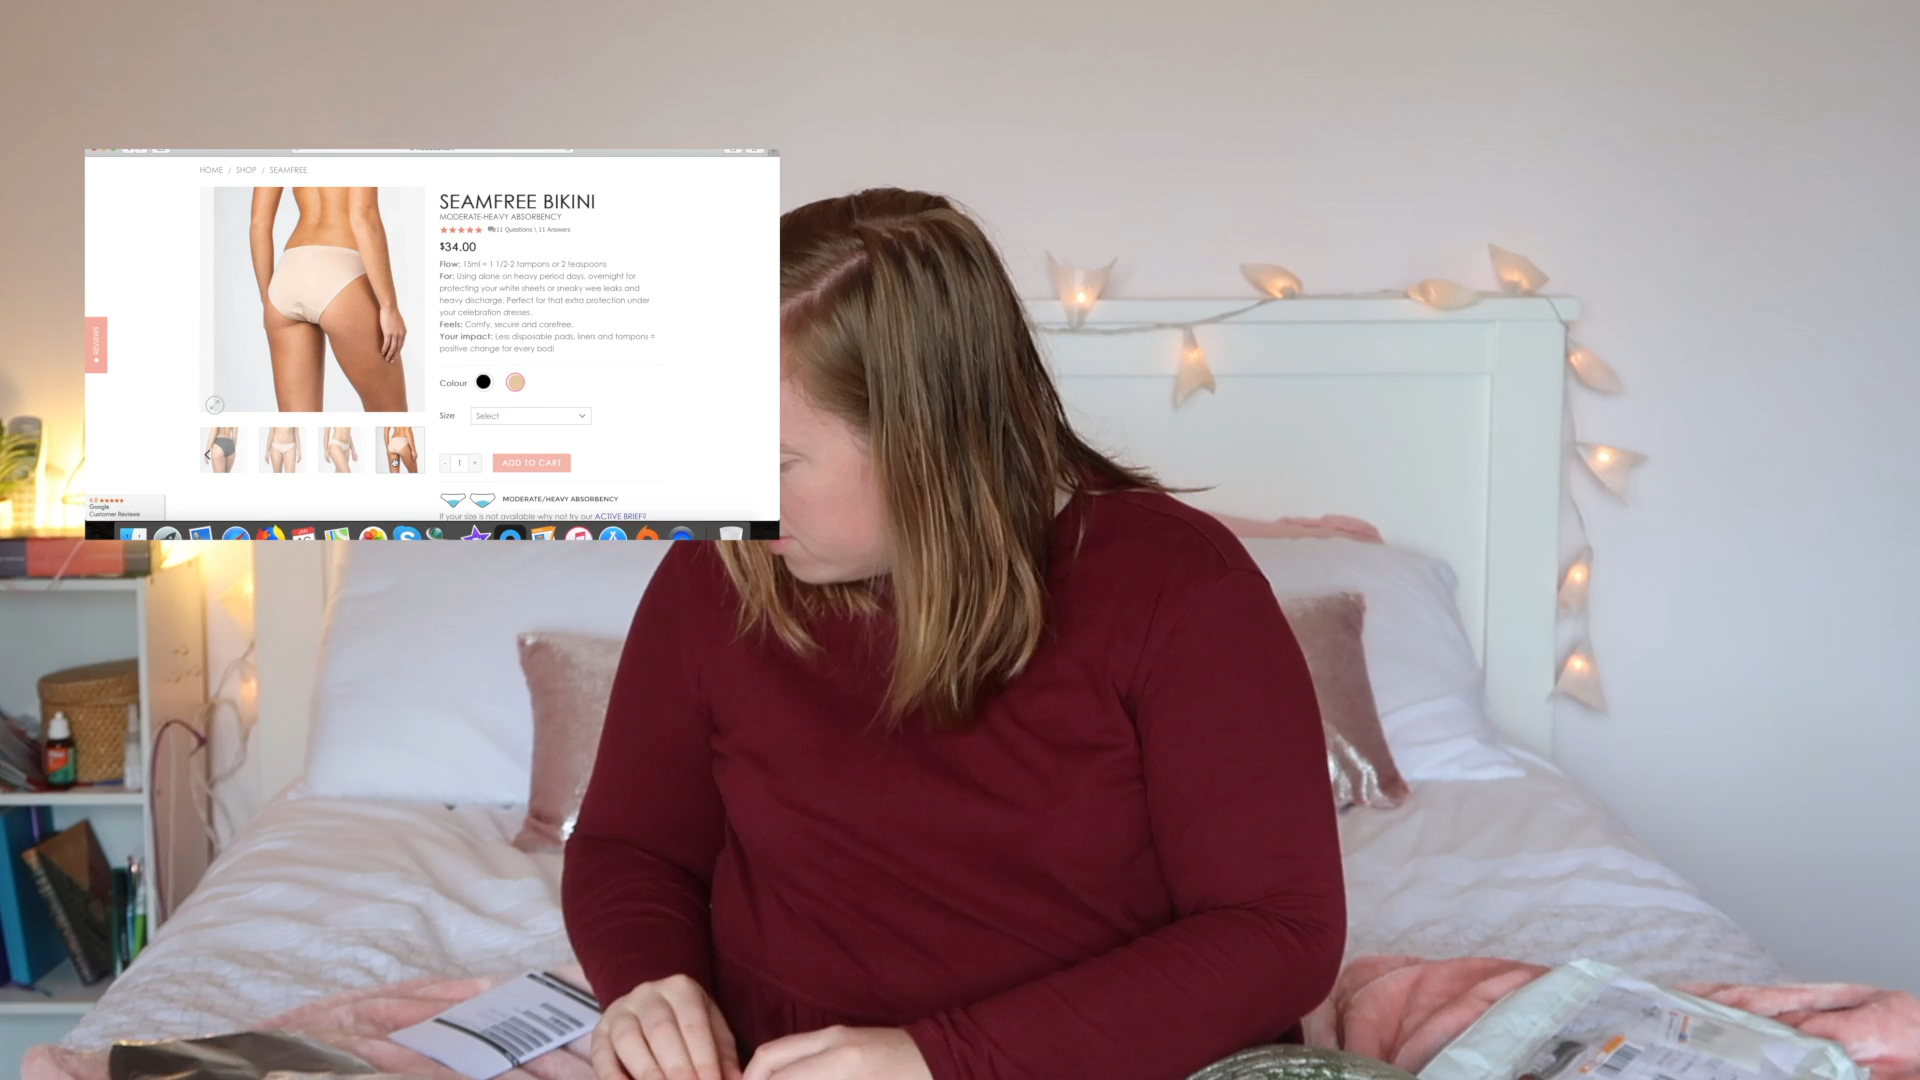 HOME / SHOP / SEAMFREE
SEAMFREE BIKINI
MODERATE-HEAVY ABSORBENCY
11 Questions \ 11 Answers
$34.00
Flow: 15ml = 1 1/2-2 tampons or 2 teaspoons
For: Using alone on heavy period days, overnight for
protecting your white sheets or sneaky wee leaks and
heavy discharge. Perfect for that extra protection under
your celebration dresses.
Feels: Comfy, secure and carefree.
Your impact: Less disposable pads, liners and tampons =
positive change for every bodi
★ REVIEWS
Colour
Size Select
- 1 + ADD TO CART
MODERATE/HEAVY ABSORBENCY
If your size is not available why not try our ACTIVE BRIEF?
4.8 ★★★★★
Google
Customer Reviews